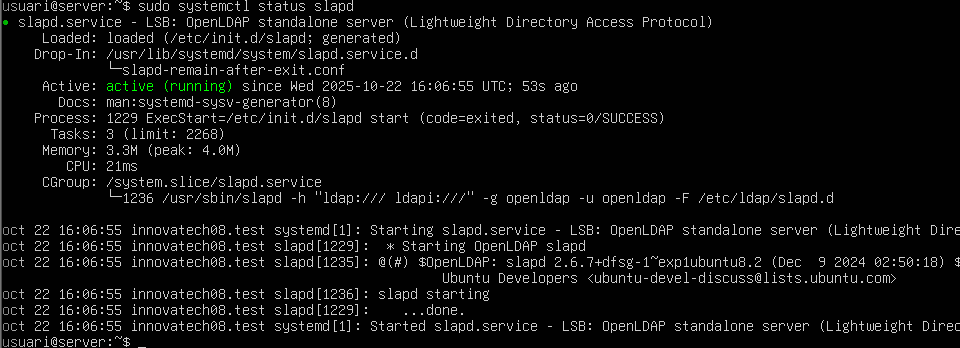 usuari@server:~$ sudo systemctl status slapd
● slapd.service - LSB: OpenLDAP standalone server (Lightweight Directory Access Protocol)
     Loaded: loaded (/etc/init.d/slapd; generated)
    Drop-In: /usr/lib/systemd/system/slapd.service.d
             └─slapd-remain-after-exit.conf
     Active: active (running) since Wed 2025-10-22 16:06:55 UTC; 53s ago
       Docs: man:systemd-sysv-generator(8)
    Process: 1229 ExecStart=/etc/init.d/slapd start (code=exited, status=0/SUCCESS)
      Tasks: 3 (limit: 2268)
     Memory: 3.3M (peak: 4.0M)
        CPU: 21ms
     CGroup: /system.slice/slapd.service
             └─1236 /usr/sbin/slapd -h "ldap:/// ldapi:///" -g openldap -u openldap -F /etc/ldap/slapd.d
oct 22 16:06:55 innovatech08.test systemd[1]: Starting slapd.service - LSB: OpenLDAP standalone server (Lightweight Dire
oct 22 16:06:55 innovatech08.test slapd[1229]:  * Starting OpenLDAP slapd
oct 22 16:06:55 innovatech08.test slapd[1235]: @(#) $OpenLDAP: slapd 2.6.7+dfsg-1~exp1ubuntu8.2 (Dec  9 2024 02:50:18) $
                                                       Ubuntu Developers <ubuntu-devel-discuss@lists.ubuntu.com>
oct 22 16:06:55 innovatech08.test slapd[1236]: slapd starting
oct 22 16:06:55 innovatech08.test slapd[1229]:    ...done.
oct 22 16:06:55 innovatech08.test systemd[1]: Started slapd.service - LSB: OpenLDAP standalone server (Lightweight Direc
usuari@server:~$ _